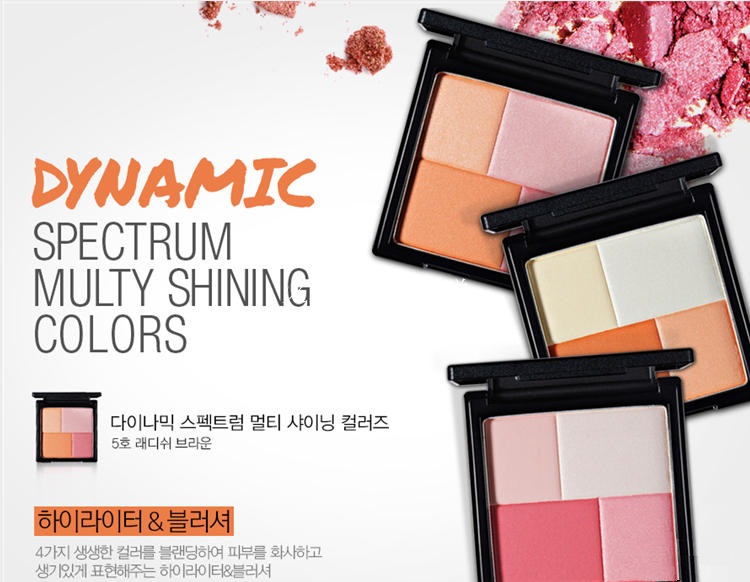 DYNAMIC
SPECTRUM
MULTY SHINING
COLORS
다이나믹 스펙트럼 멀티 샤이닝 컬러즈
5호 래디쉬 브라운
하이라이터 & 블러셔
4가지 생생한 컬러를 블랜딩하여 피부를 화사하고
생기있게 표현해주는 하이라이터&블러셔